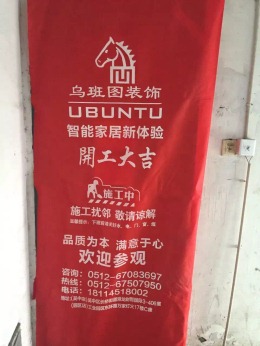 乌班图装饰
UBUNTU
智能家居新体验
開工大吉
施工中
施工扰邻 敬请谅解
品质为本 满意于心
欢迎参观
咨询：0512-67083697
热线：0512-67507950
电话：18114518002